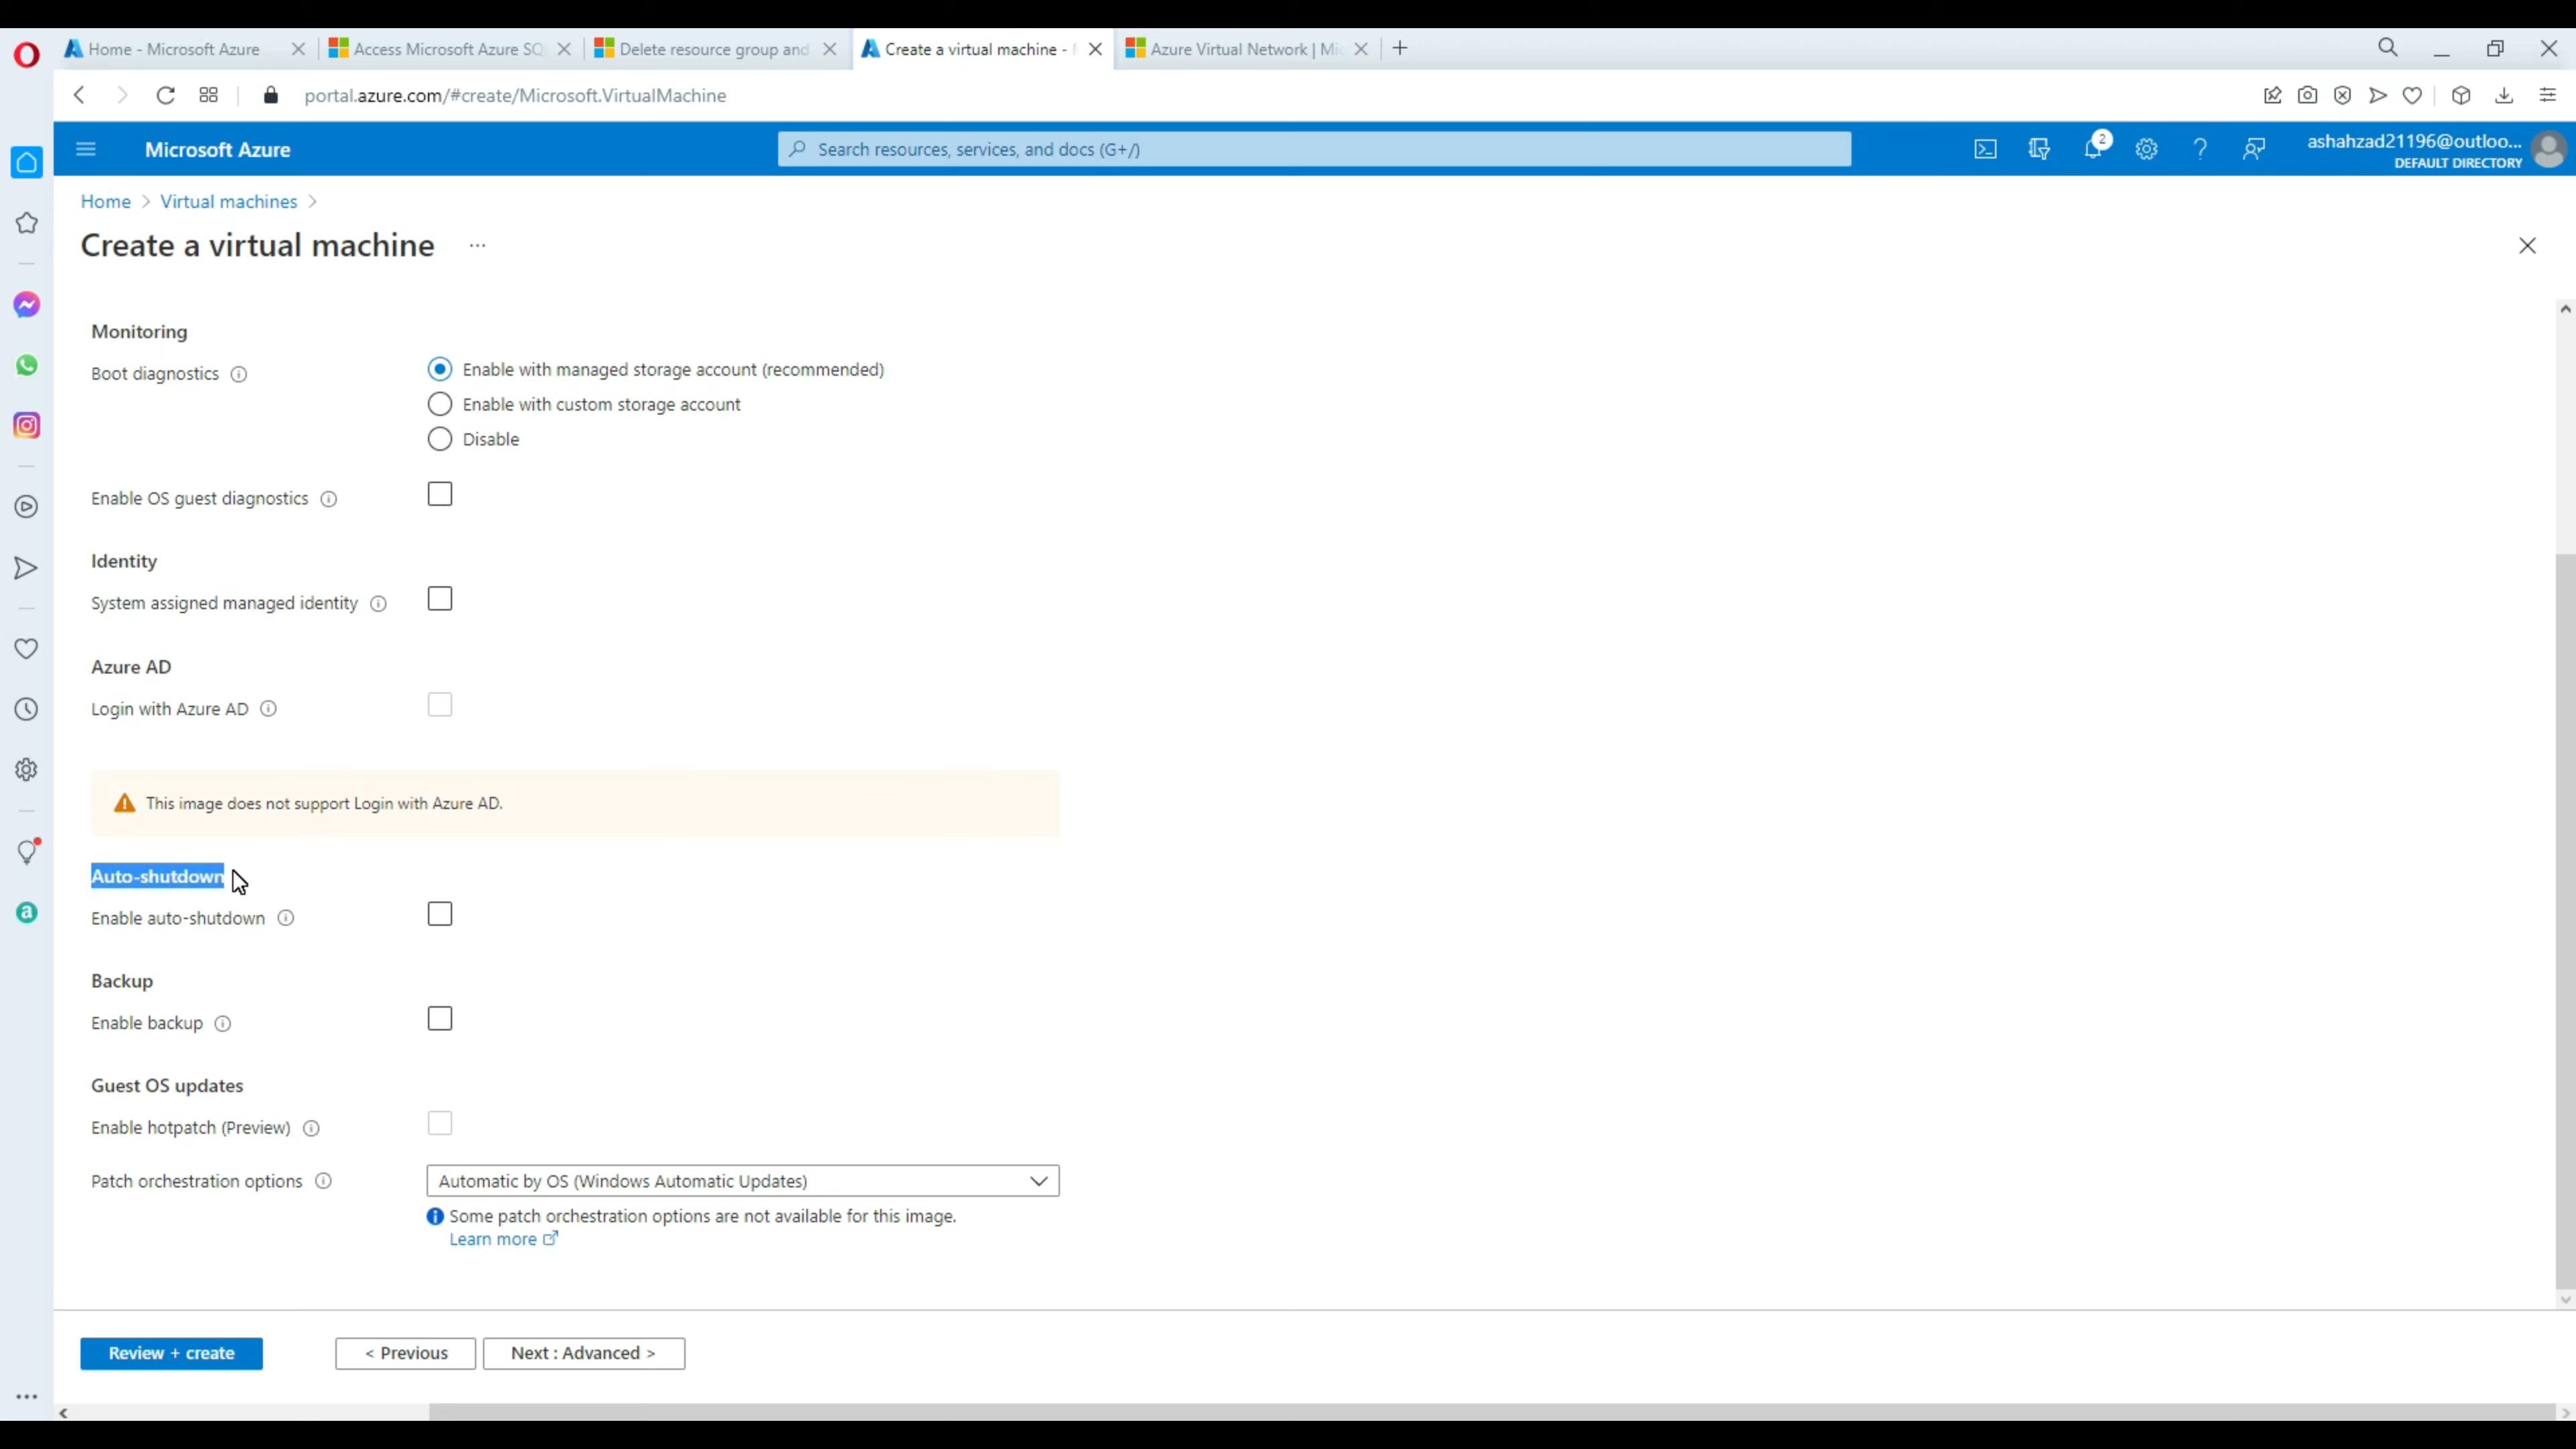 Home - Microsoft Azure
Access Microsoft Azure SQ
Delete resource group and
Create a virtual machine -
Azure Virtual Network | Mi
portal.azure.com/#create/Microsoft.VirtualMachine
Microsoft Azure
Search resources, services, and docs (G+/)
2
ashahzad21196@outloo...
DEFAULT DIRECTORY
Home > Virtual machines >
Create a virtual machine ...
Monitoring
Boot diagnostics
Enable with managed storage account (recommended)
Enable with custom storage account
Disable
Enable OS guest diagnostics
Identity
System assigned managed identity
Azure AD
Login with Azure AD
This image does not support Login with Azure AD.
Auto-shutdown
Enable auto-shutdown
Backup
Enable backup
Guest OS updates
Enable hotpatch (Preview)
Patch orchestration options
Automatic by OS (Windows Automatic Updates)
Some patch orchestration options are not available for this image.
Learn more
Review + create
< Previous
Next : Advanced >